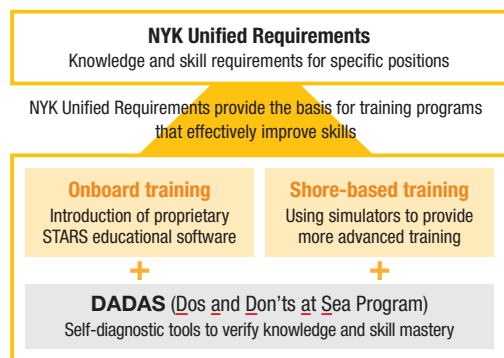 NYK Unified Requirements
Knowledge and skill requirements for specific positions
NYK Unified Requirements provide the basis for training programs
that effectively improve skills
Onboard training
Introduction of proprietary
STARS educational software
Shore-based training
Using simulators to provide
more advanced training
+
+
DADAS (Dos and Don'ts at Sea Program)
Self-diagnostic tools to verify knowledge and skill mastery